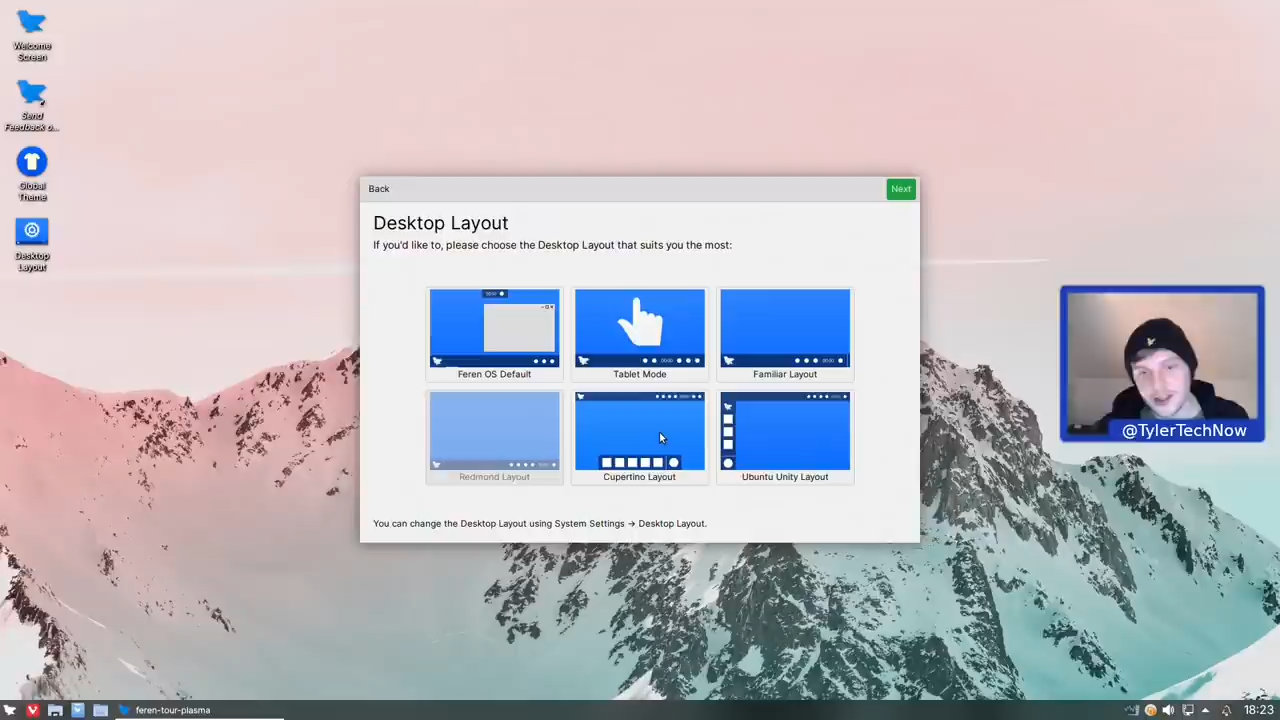 Welcome
Screen
Send
Feedback o...
Global
Theme
Desktop
Layout
Back
Next
Desktop Layout
If you'd like to, please choose the Desktop Layout that suits you the most:
Feren OS Default
Tablet Mode
Familiar Layout
Redmond Layout
Cupertino Layout
Ubuntu Unity Layout
You can change the Desktop Layout using System Settings → Desktop Layout.
@TylerTechNow
feren-tour-plasma
18:23